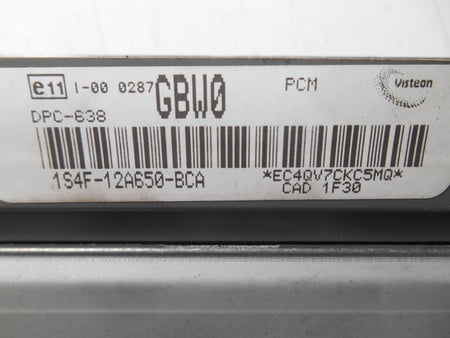 e11 I-00 0287 GBW0 PCM Visteon
DPC-638
1S4F-12A650-BCA *EC4QV7CKC5MQ*
CAD 1F30